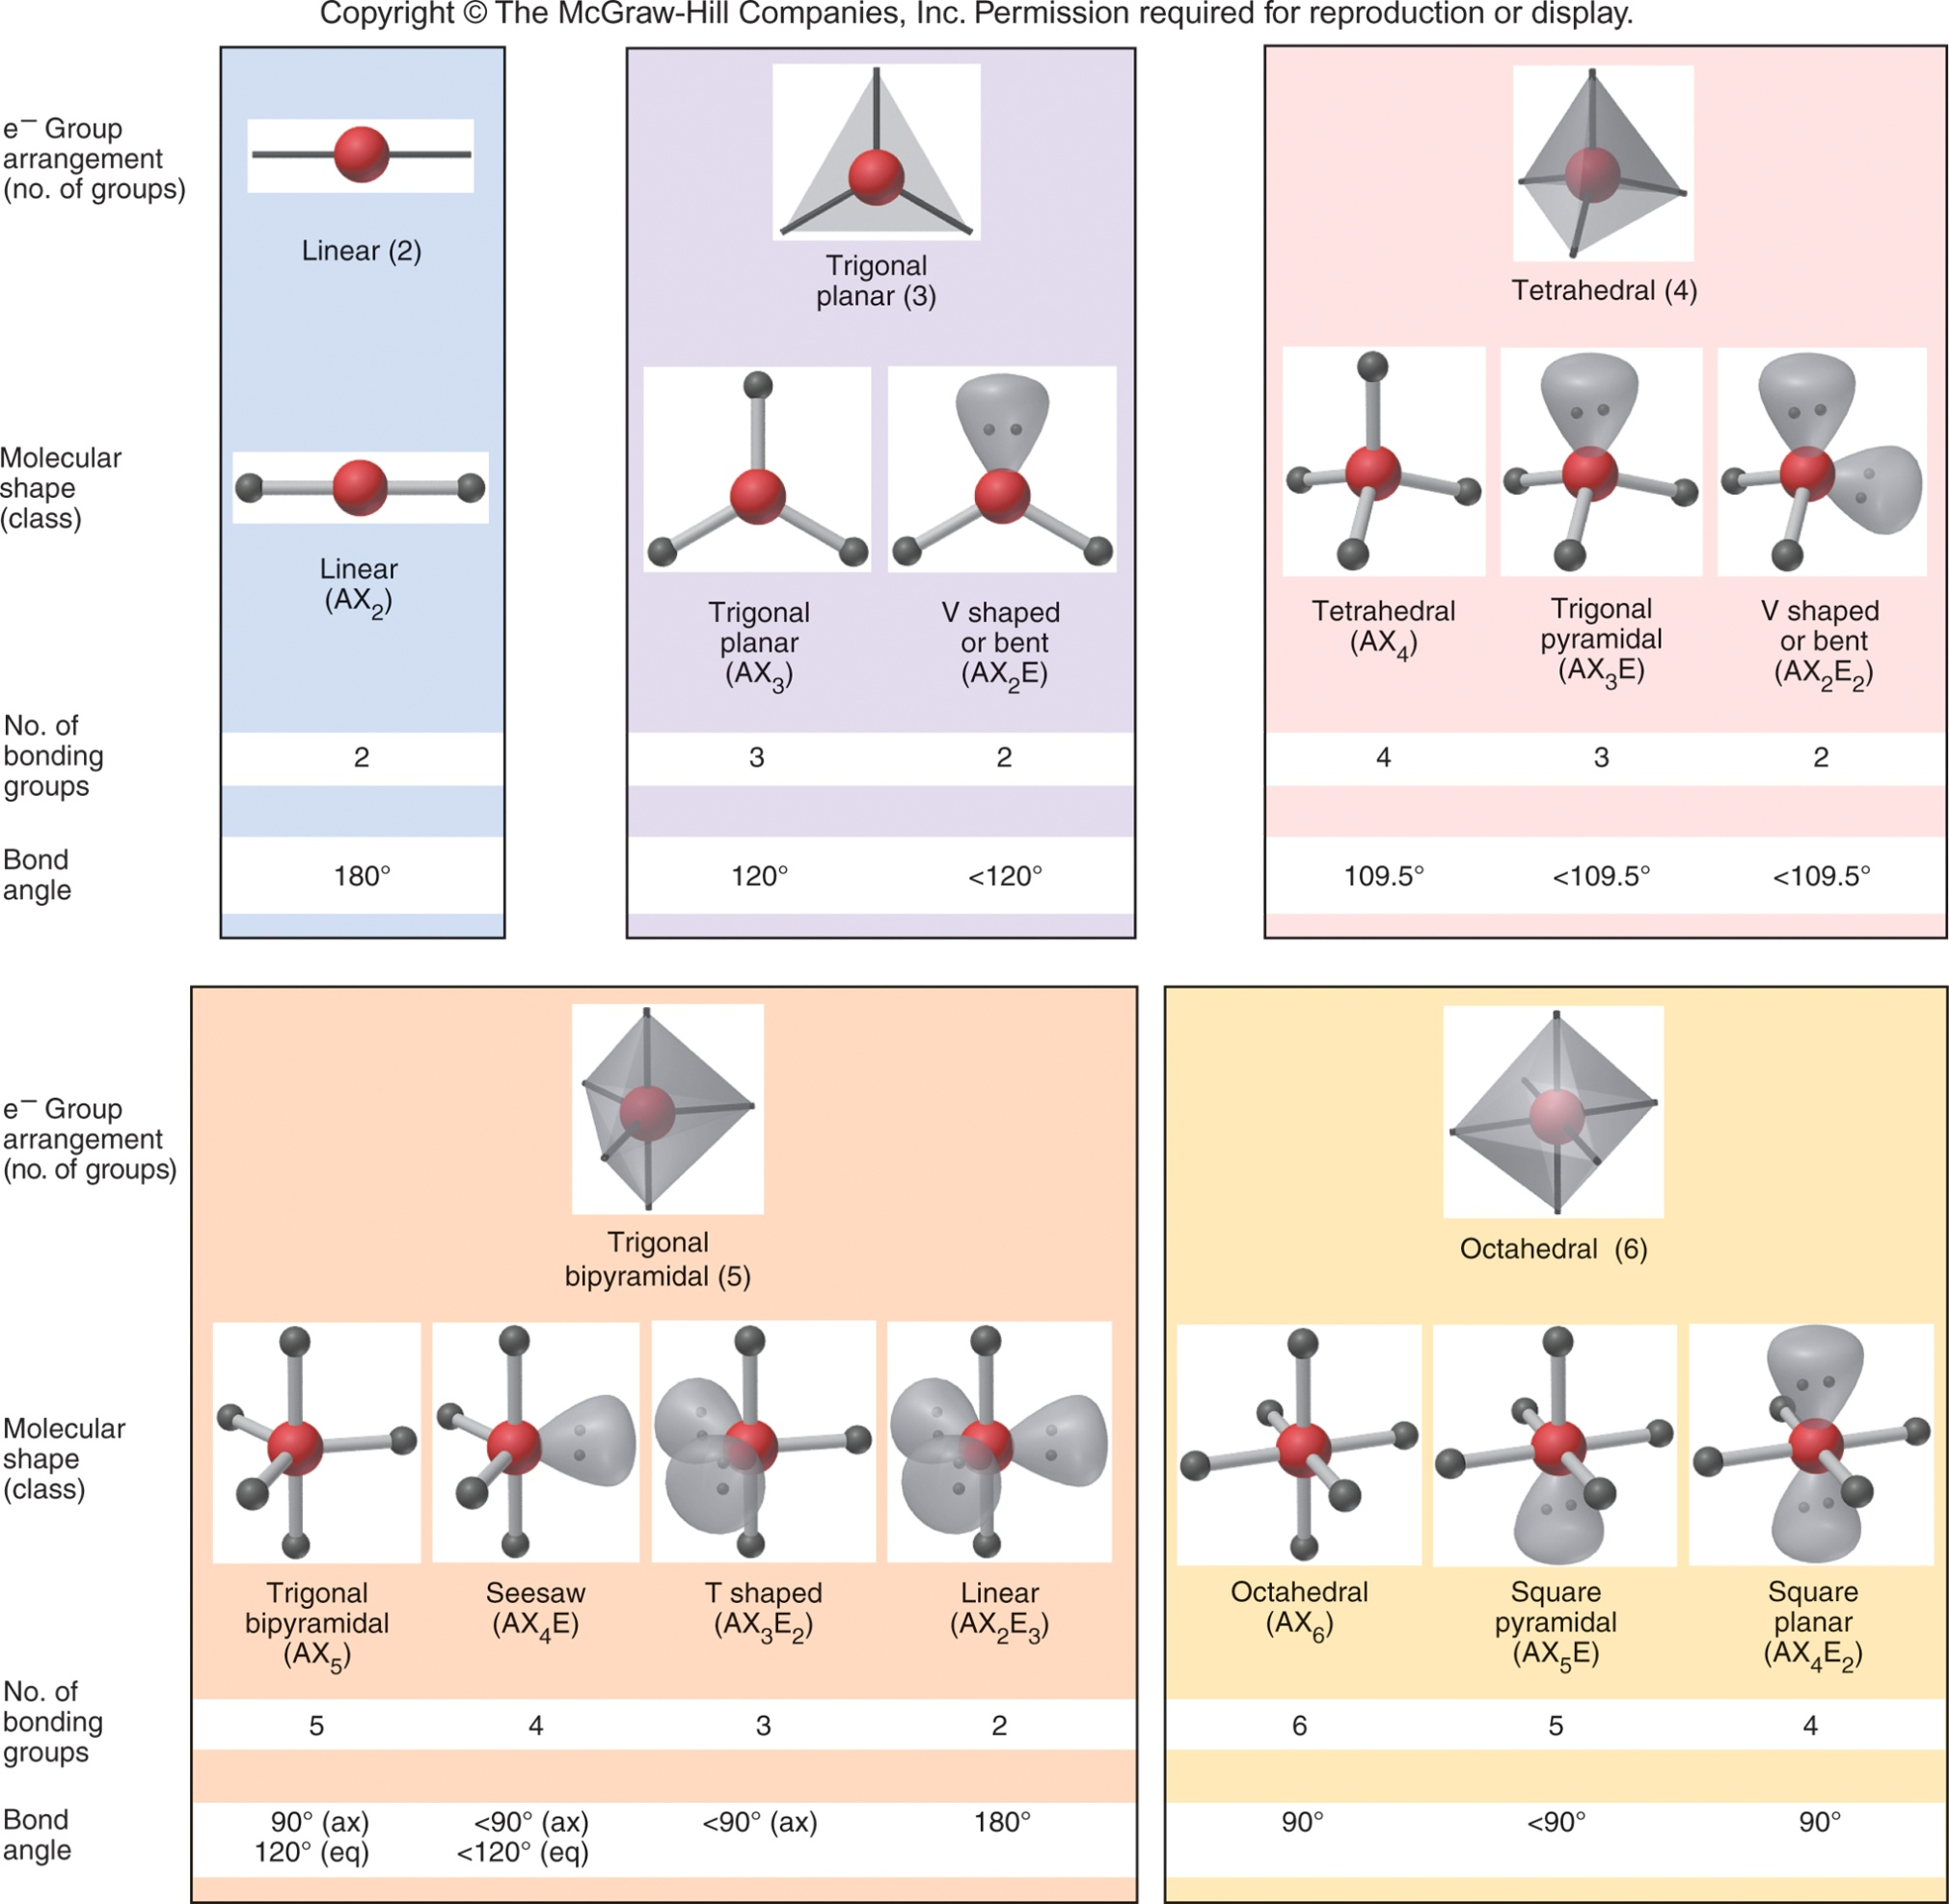 Copyright © The McGraw-Hill Companies, Inc. Permission required for reproduction or display.
e⁻ Group
arrangement
(no. of groups)
Linear (2)
Trigonal
planar (3)
Tetrahedral (4)
Molecular
shape
(class)
Linear
(AX₂)
Trigonal
planar
(AX₃)
V shaped
or bent
(AX₂E)
Tetrahedral
(AX₄)
Trigonal
pyramidal
(AX₃E)
V shaped
or bent
(AX₂E₂)
No. of
bonding
groups
2
3
2
4
3
2
Bond
angle
180°
120°
<120°
109.5°
<109.5°
<109.5°
e⁻ Group
arrangement
(no. of groups)
Trigonal
bipyramidal (5)
Octahedral (6)
Molecular
shape
(class)
Trigonal
bipyramidal
(AX₅)
Seesaw
(AX₄E)
T shaped
(AX₃E₂)
Linear
(AX₂E₃)
Octahedral
(AX₆)
Square
pyramidal
(AX₅E)
Square
planar
(AX₄E₂)
No. of
bonding
groups
5
4
3
2
6
5
4
Bond
angle
90° (ax)
120° (eq)
<90° (ax)
<120° (eq)
<90° (ax)
180°
90°
<90°
90°